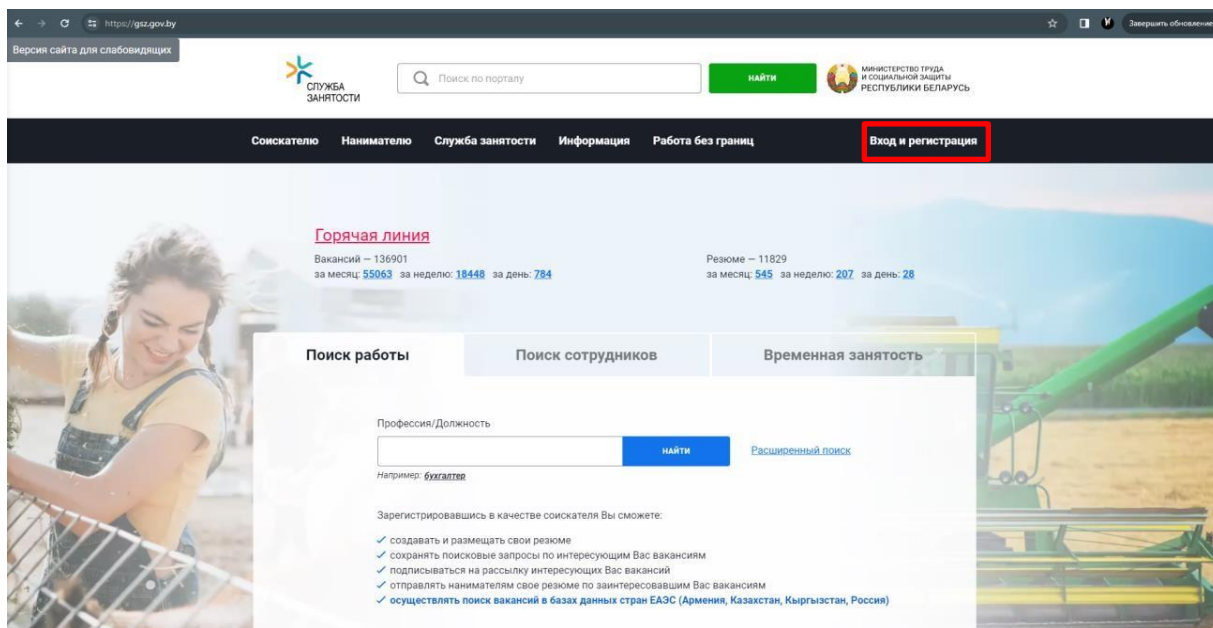 https://gsz.gov.by
Завершить обновление
Версия сайта для слабовидящих
СЛУЖБА
ЗАНЯТОСТИ
Поиск по порталу
НАЙТИ
МИНИСТЕРСТВО ТРУДА
И СОЦИАЛЬНОЙ ЗАЩИТЫ
РЕСПУБЛИКИ БЕЛАРУСЬ
Соискателю Нанимателю Служба занятости Информация Работа без границ Вход и регистрация
Горячая линия
Вакансий – 136901
за месяц: 55063 за неделю: 18448 за день: 784
Резюме – 11829
за месяц: 545 за неделю: 207 за день: 28
Поиск работы Поиск сотрудников Временная занятость
Профессия/Должность
НАЙТИ
Расширенный поиск
Например: бухгалтер
Зарегистрировавшись в качестве соискателя Вы сможете:
✓ создавать и размещать свои резюме
✓ сохранять поисковые запросы по интересующим Вас вакансиям
✓ подписываться на рассылку интересующих Вас вакансий
✓ отправлять нанимателям свое резюме по заинтересовавшим Вас вакансиям
✓ осуществлять поиск вакансий в базах данных стран ЕАЭС (Армения, Казахстан, Кыргызстан, Россия)